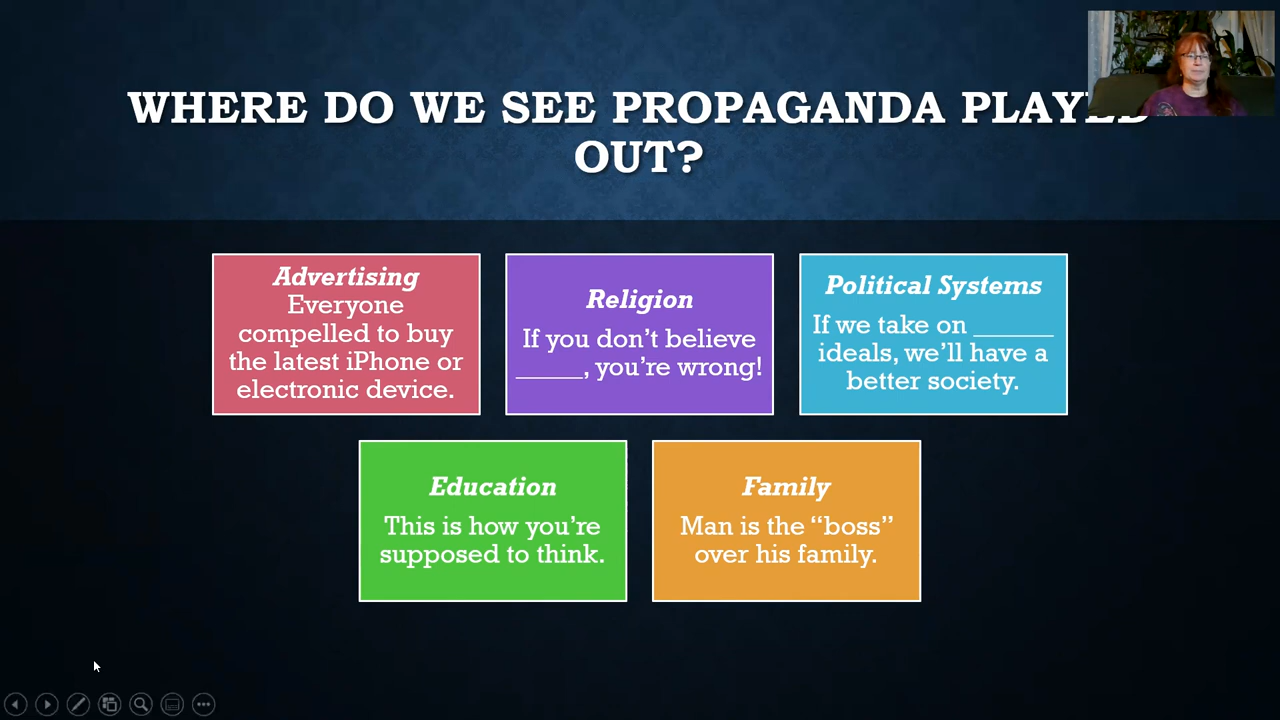 WHERE DO WE SEE PROPAGANDA PLAYED
OUT?
Advertising
Everyone
compelled to buy
the latest iPhone or
electronic device.
Religion
If you don’t believe
_____, you’re wrong!
Political Systems
If we take on ______
ideals, we’ll have a
better society.
Education
This is how you’re
supposed to think.
Family
Man is the “boss”
over his family.